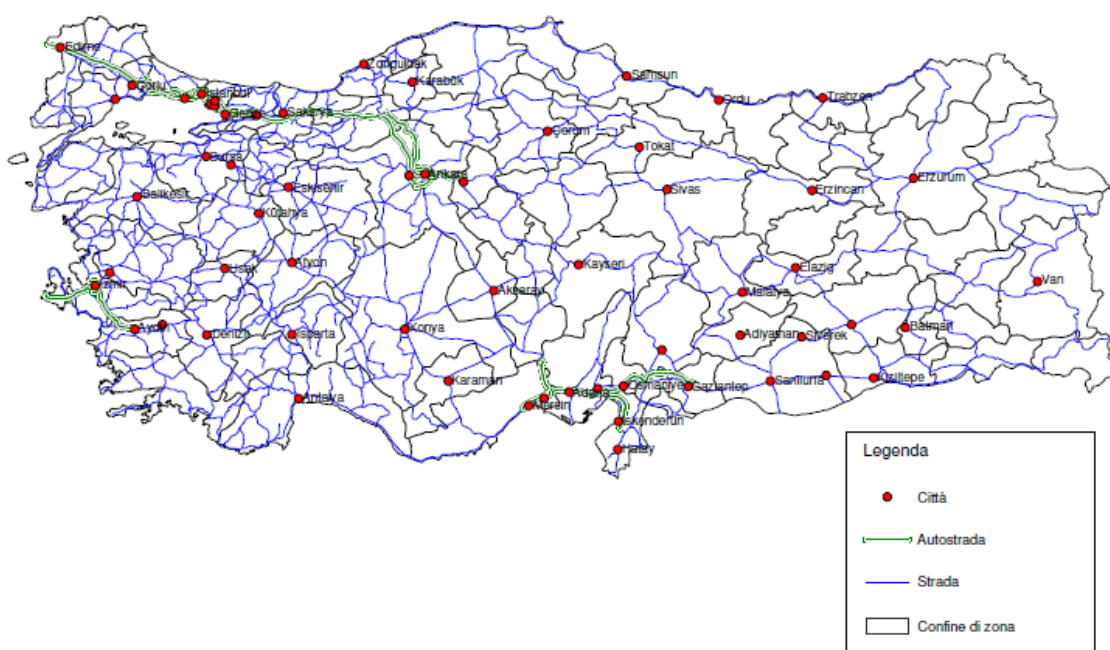 Edirne
Zonguldak
Samsun
Karabük
Çorlu
Istanbul
Ordu
Trabzon
Sakarya
Çorum
Tokat
Bursa
Ankara
Erzurum
Eskisehir
Sivas
Erzincan
Balikesir
Kütahya
Afyon
Usak
Kayseri
Elazig
Van
Izmir
Aksaray
Malatya
Aydin
Denizli
Isparta
Konya
Adiyaman
Siverek
Batman
Karaman
Osmaniye
Gaziantep
Sanliurfa
Kiziltepe
Antalya
Mersin
Adana
Iskenderun
Hatay
Legenda
Città
Autostrada
Strada
Confine di zona